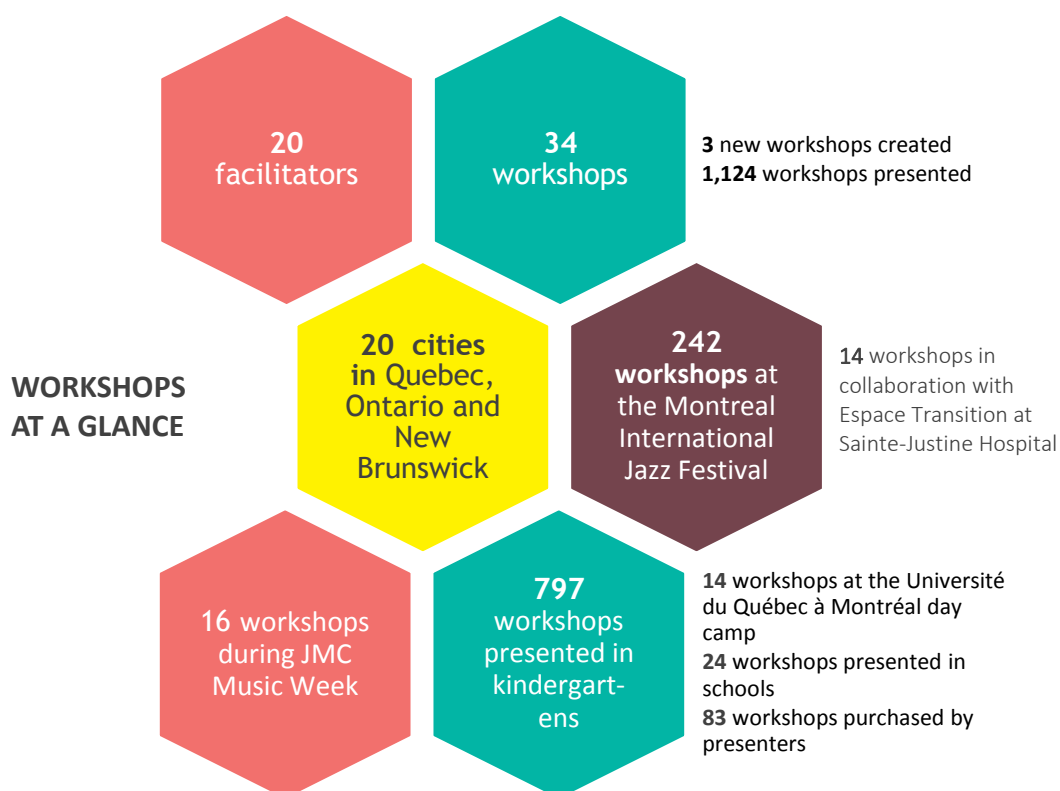 20
facilitators
34
workshops
3 new workshops created
1,124 workshops presented
WORKSHOPS
AT A GLANCE
20 cities
in Quebec,
Ontario and
New
Brunswick
242
workshops at
the Montreal
International
Jazz Festival
14 workshops in
collaboration with
Espace Transition at
Sainte-Justine Hospital
16 workshops
during JMC
Music Week
797
workshops
presented in
kindergart-
ens
14 workshops at the Université
du Québec à Montréal day
camp
24 workshops presented in
schools
83 workshops purchased by
presenters